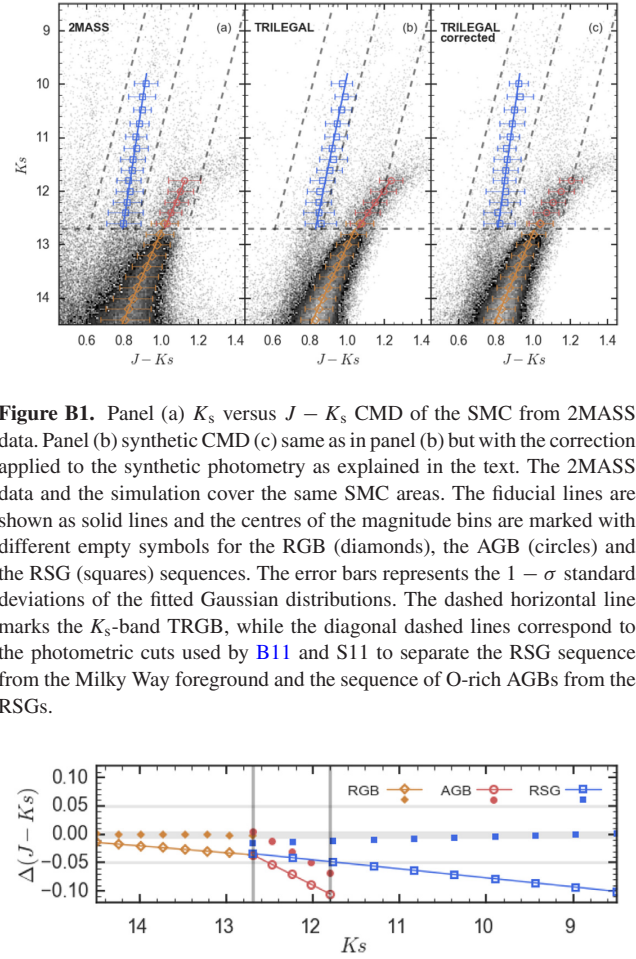 2MASS (a) TRILEGAL (b) TRILEGAL corrected (c)
9
10
11
12
13
14
Ks
0.6 0.8 1.0 1.2 1.4 0.6 0.8 1.0 1.2 1.4 0.6 0.8 1.0 1.2 1.4
J − Ks J − Ks J − Ks
Figure B1. Panel (a) Ks versus J − Ks CMD of the SMC from 2MASS
data. Panel (b) synthetic CMD (c) same as in panel (b) but with the correction
applied to the synthetic photometry as explained in the text. The 2MASS
data and the simulation cover the same SMC areas. The fiducial lines are
shown as solid lines and the centres of the magnitude bins are marked with
different empty symbols for the RGB (diamonds), the AGB (circles) and
the RSG (squares) sequences. The error bars represents the 1 − σ standard
deviations of the fitted Gaussian distributions. The dashed horizontal line
marks the Ks-band TRGB, while the diagonal dashed lines correspond to
the photometric cuts used by B11 and S11 to separate the RSG sequence
from the Milky Way foreground and the sequence of O-rich AGBs from the
RSGs.
RGB AGB RSG
0.10
0.05
0.00
−0.05
−0.10
Δ(J − Ks)
14 13 12 11 10 9
Ks